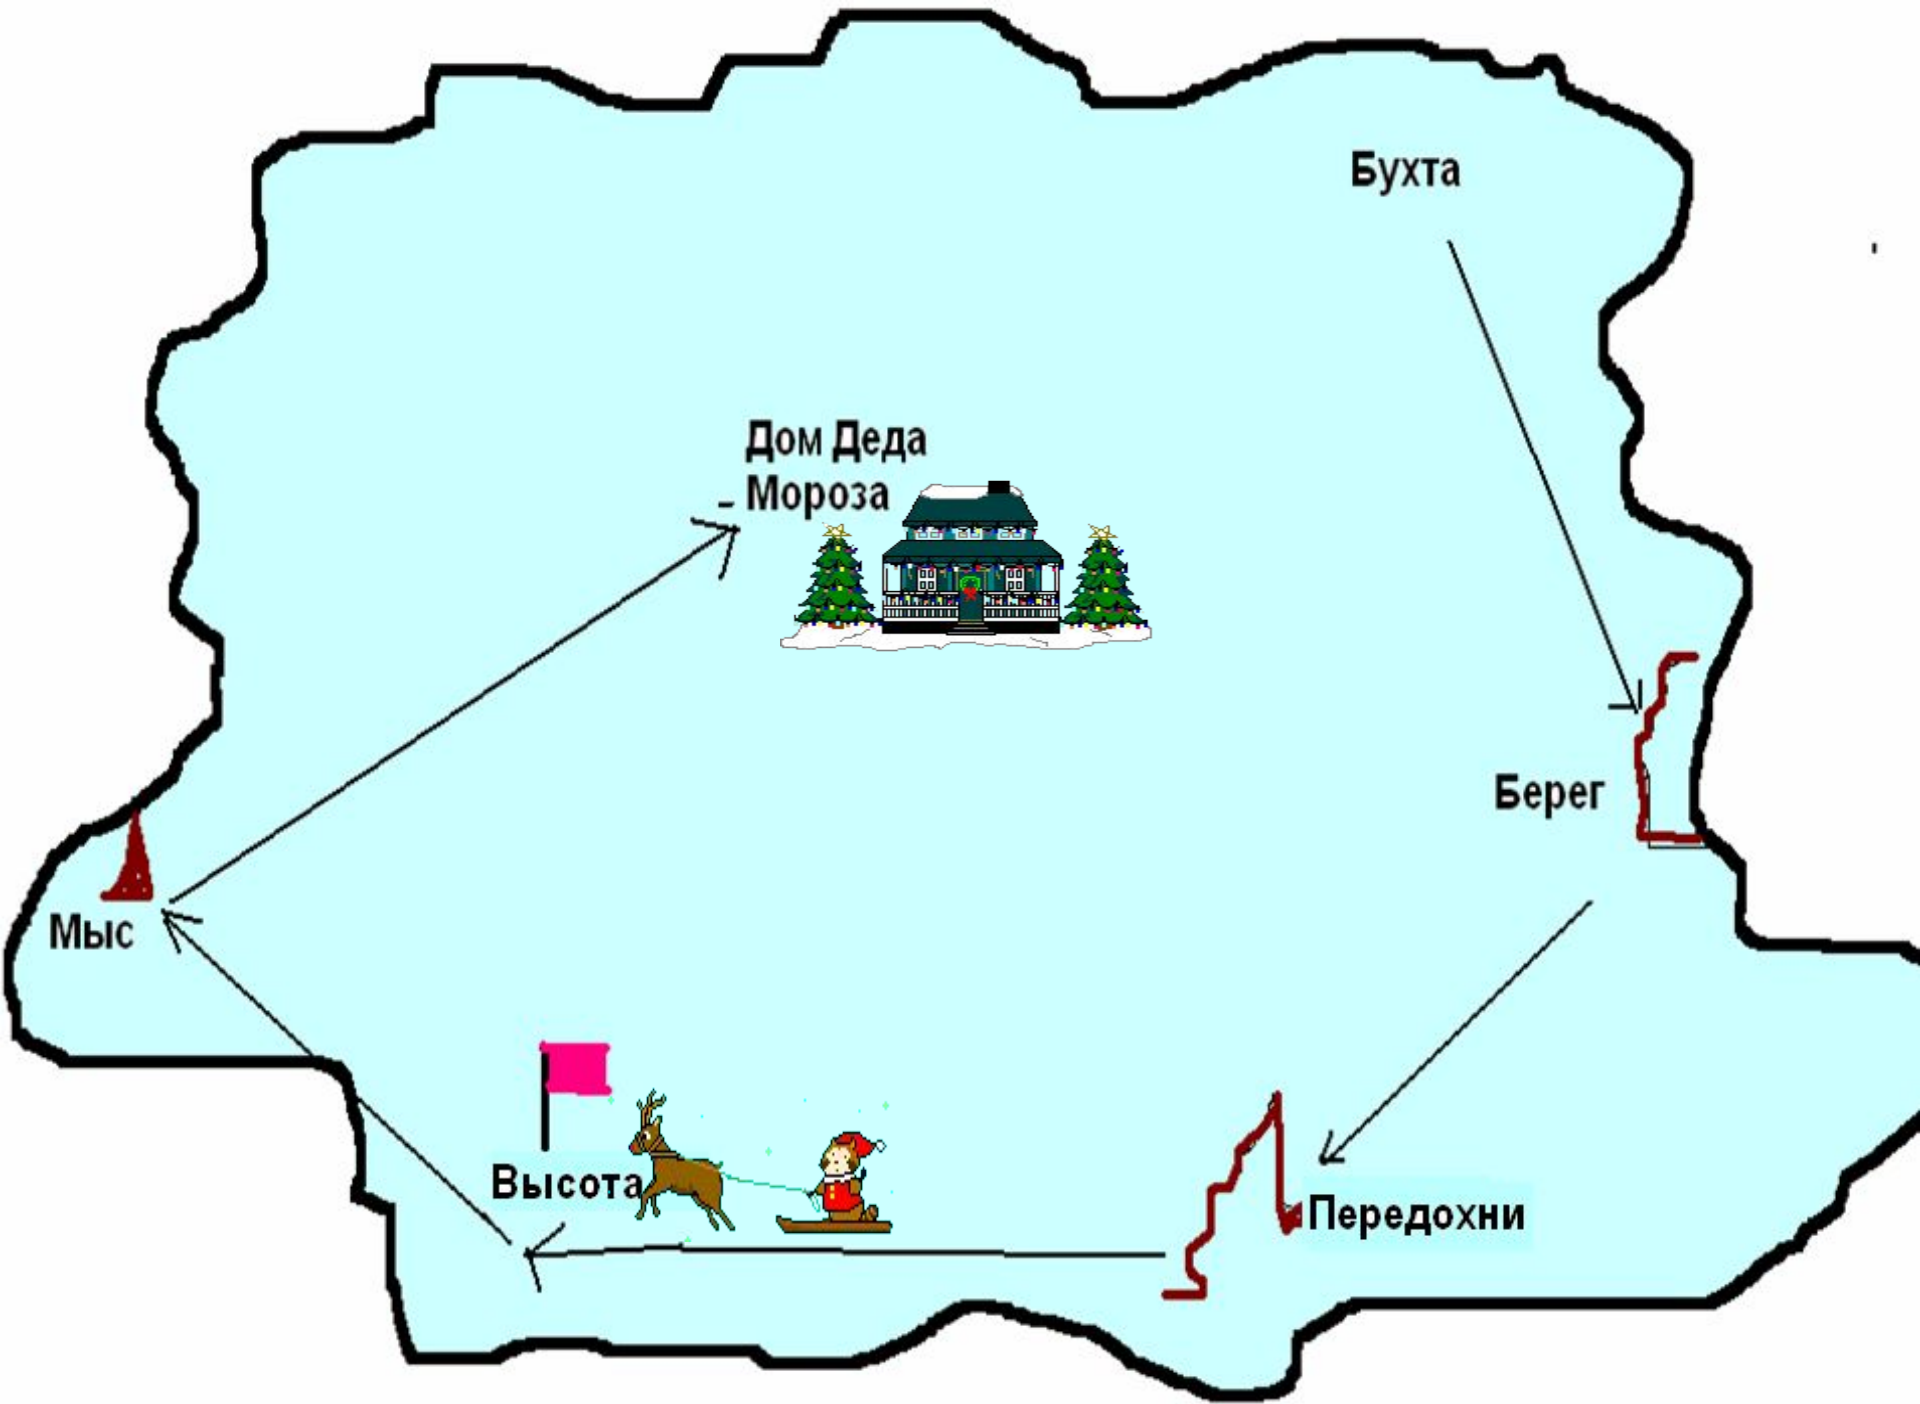 Бухта
Дом Деда
Мороза
Берег
Мыс
Высота
Передохни